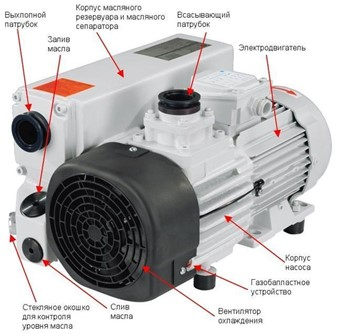 Корпус масляного
резервуара и масляного
сепаратора
Всасывающий
патрубок
Выхлопной
патрубок
Залив
масла
Электродвигатель
Стекляное окошко
для контроля
уровня масла
Слив
масла
Вентилятор
охлаждения
Газобалластное
устройство
Корпус
насоса